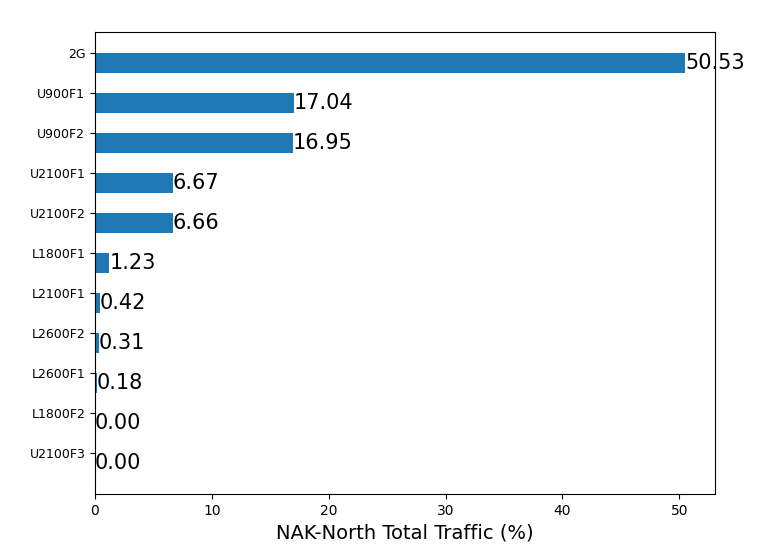 2G 50.53
U900F1 17.04
U900F2 16.95
U2100F1 6.67
U2100F2 6.66
L1800F1 1.23
L2100F1 0.42
L2600F2 0.31
L2600F1 0.18
L1800F2 0.00
U2100F3 0.00
0 10 20 30 40 50
NAK-North Total Traffic (%)